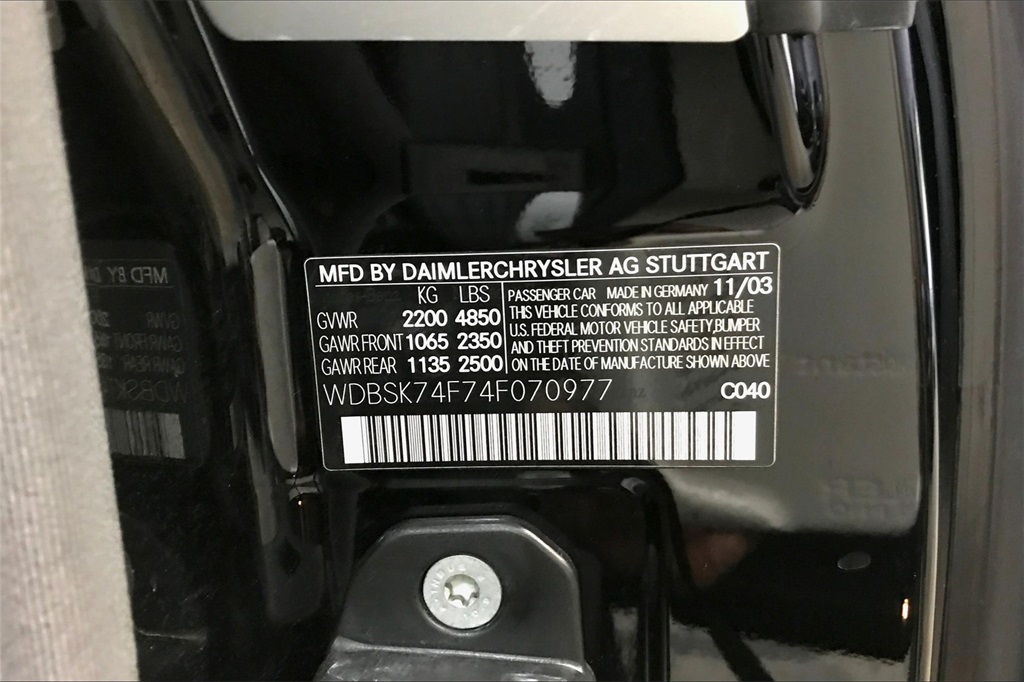 MFD BY DAIMLERCHRYSLER AG STUTTGART
KG LBS
GVWR 2200 4850
GAWR FRONT 1065 2350
GAWR REAR 1135 2500
PASSENGER CAR MADE IN GERMANY 11/03
THIS VEHICLE CONFORMS TO ALL APPLICABLE
U.S. FEDERAL MOTOR VEHICLE SAFETY, BUMPER
AND THEFT PREVENTION STANDARDS IN EFFECT
ON THE DATE OF MANUFACTURE SHOWN ABOVE
WDBSK74F74F070977 C040